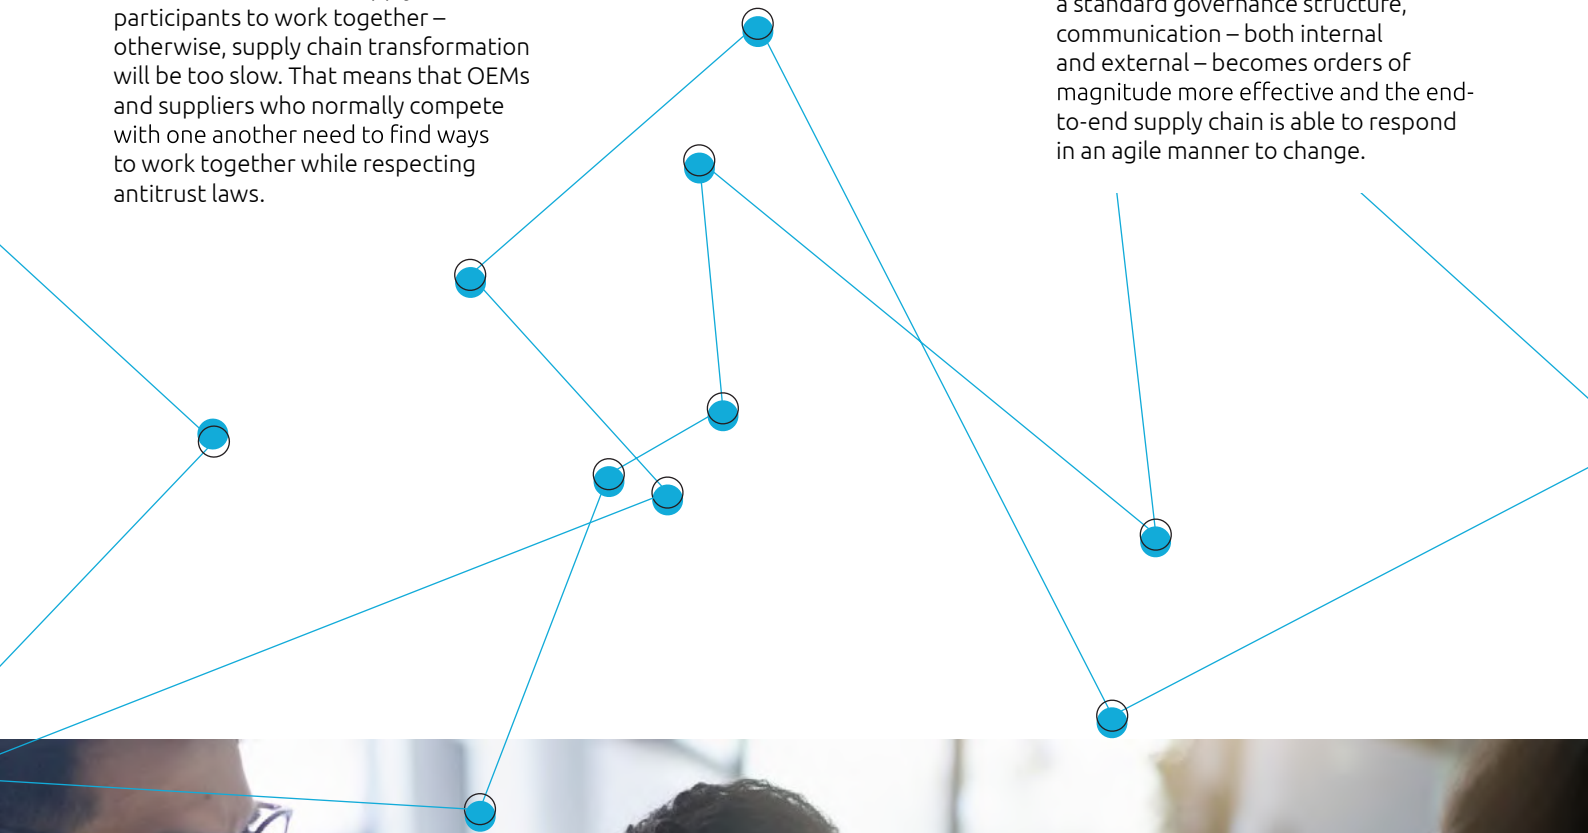 participants to work together –
otherwise, supply chain transformation
will be too slow. That means that OEMs
and suppliers who normally compete
with one another need to find ways
to work together while respecting
antitrust laws.
a standard governance structure,
communication – both internal
and external – becomes orders of
magnitude more effective and the end-
to-end supply chain is able to respond
in an agile manner to change.